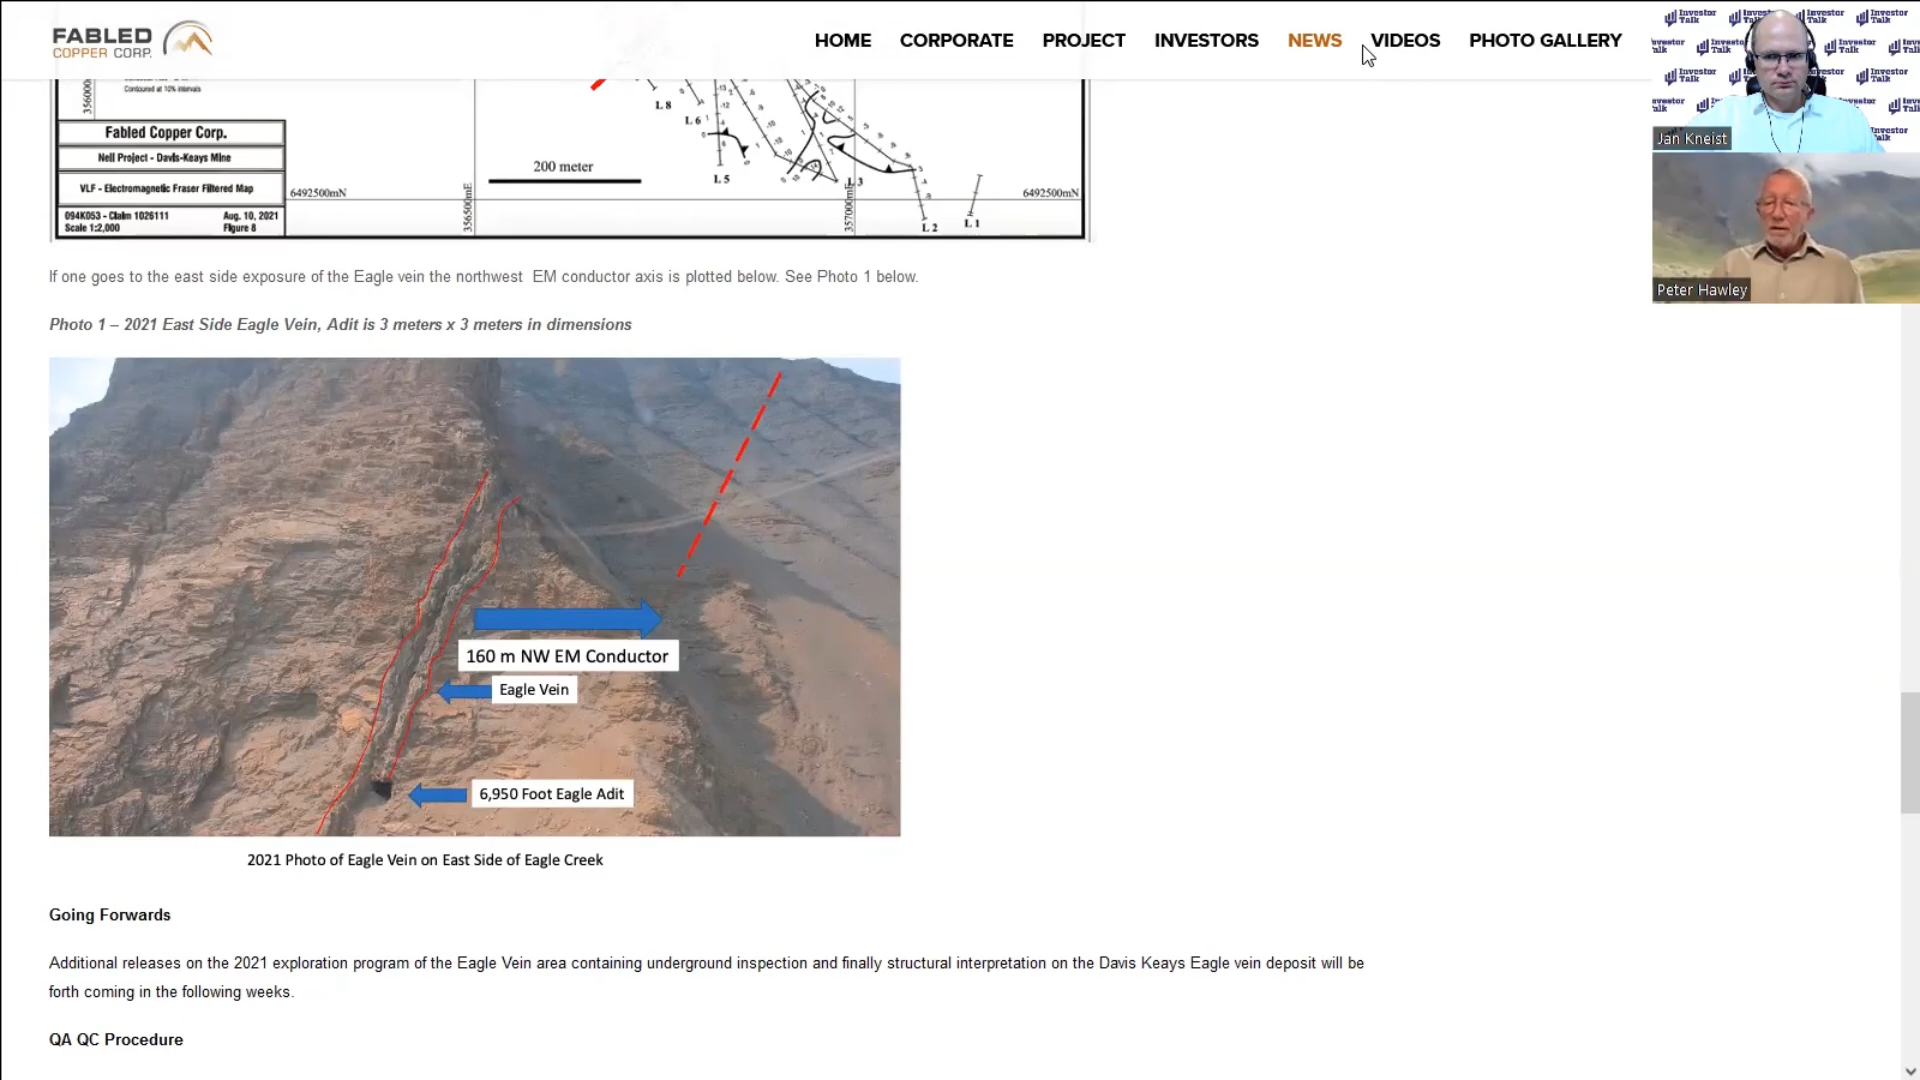 FABLED
COPPER CORP.
HOME CORPORATE PROJECT INVESTORS NEWS VIDEOS PHOTO GALLERY
Jan Kneist
Peter Hawley
Contoured at 10% intervals
Fabled Copper Corp.
Neil Project - Davis-Keays Mine
VLF - Electromagnetic Fraser Filtered Map
094K053 - Claim 1026111 Aug. 10, 2021
Scale 1:2,000 Figure 8
6492500mN
356500mE
200 meter
L 8
L 6
L 5
L 3
357000mE
L 2
L 1
6492500mN
If one goes to the east side exposure of the Eagle vein the northwest EM conductor axis is plotted below. See Photo 1 below.
Photo 1 – 2021 East Side Eagle Vein, Adit is 3 meters x 3 meters in dimensions
160 m NW EM Conductor
Eagle Vein
6,950 Foot Eagle Adit
2021 Photo of Eagle Vein on East Side of Eagle Creek
Going Forwards
Additional releases on the 2021 exploration program of the Eagle Vein area containing underground inspection and finally structural interpretation on the Davis Keays Eagle vein deposit will be
forth coming in the following weeks.
QA QC Procedure